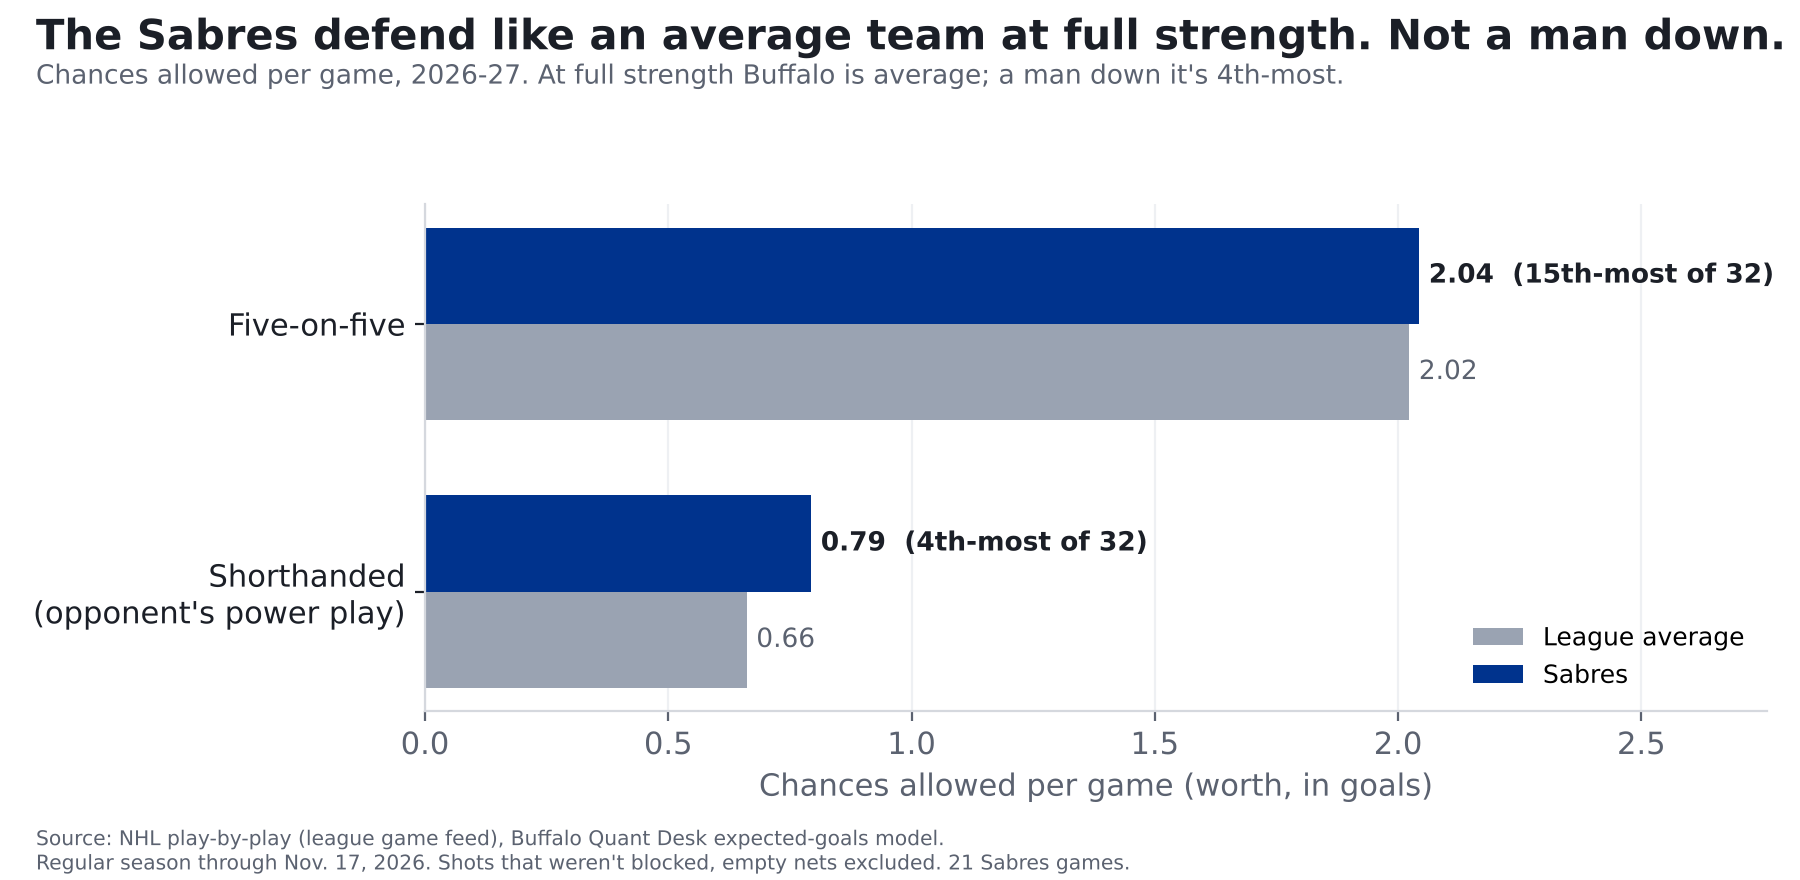 The Sabres defend like an average team at full strength. Not a man down.
Chances allowed per game, 2026-27. At full strength Buffalo is average; a man down it's 4th-most.
Five-on-five
2.04 (15th-most of 32)
2.02
Shorthanded
(opponent's power play)
0.79 (4th-most of 32)
0.66
League average
Sabres
0.0 0.5 1.0 1.5 2.0 2.5
Chances allowed per game (worth, in goals)
Source: NHL play-by-play (league game feed), Buffalo Quant Desk expected-goals model.
Regular season through Nov. 17, 2026. Shots that weren't blocked, empty nets excluded. 21 Sabres games.